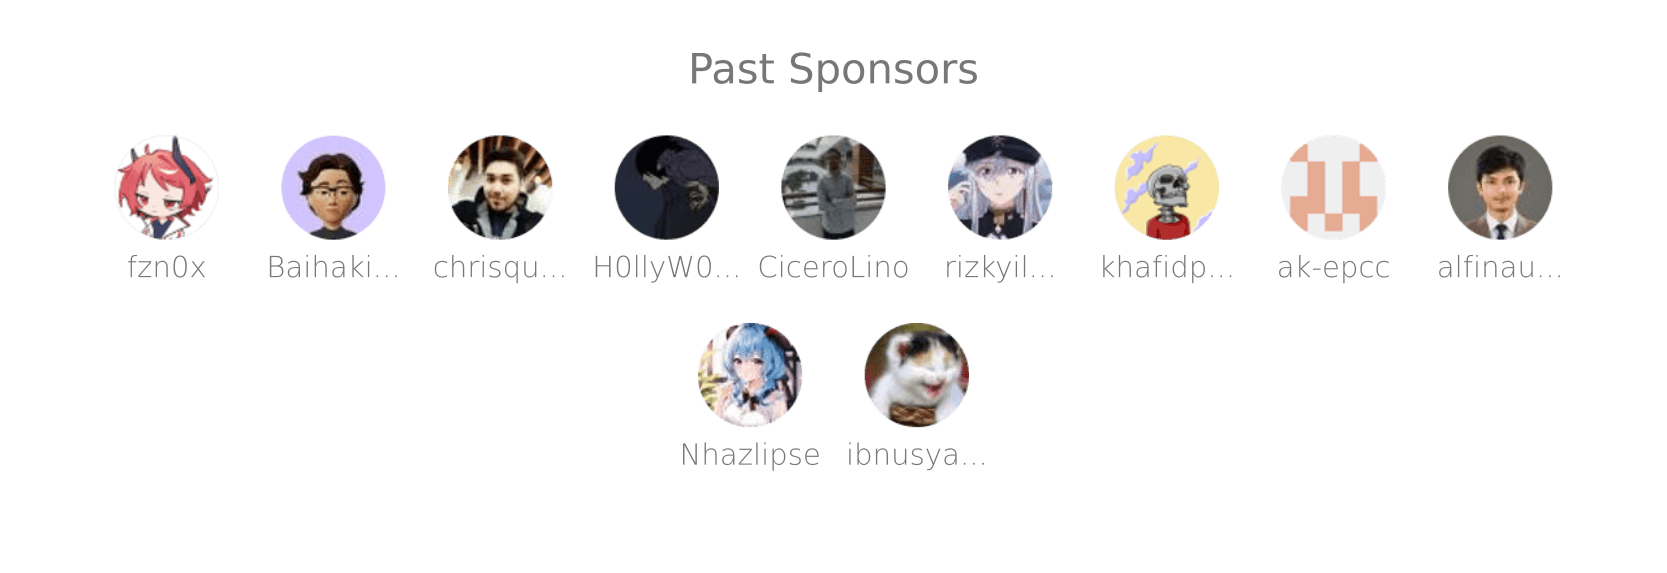 Past Sponsors
fzn0x Baihaki... chrisqu... H0llyW0... CiceroLino rizkyil... khafidp... ak-epcc alfinau...
Nhazlipse ibnusya...